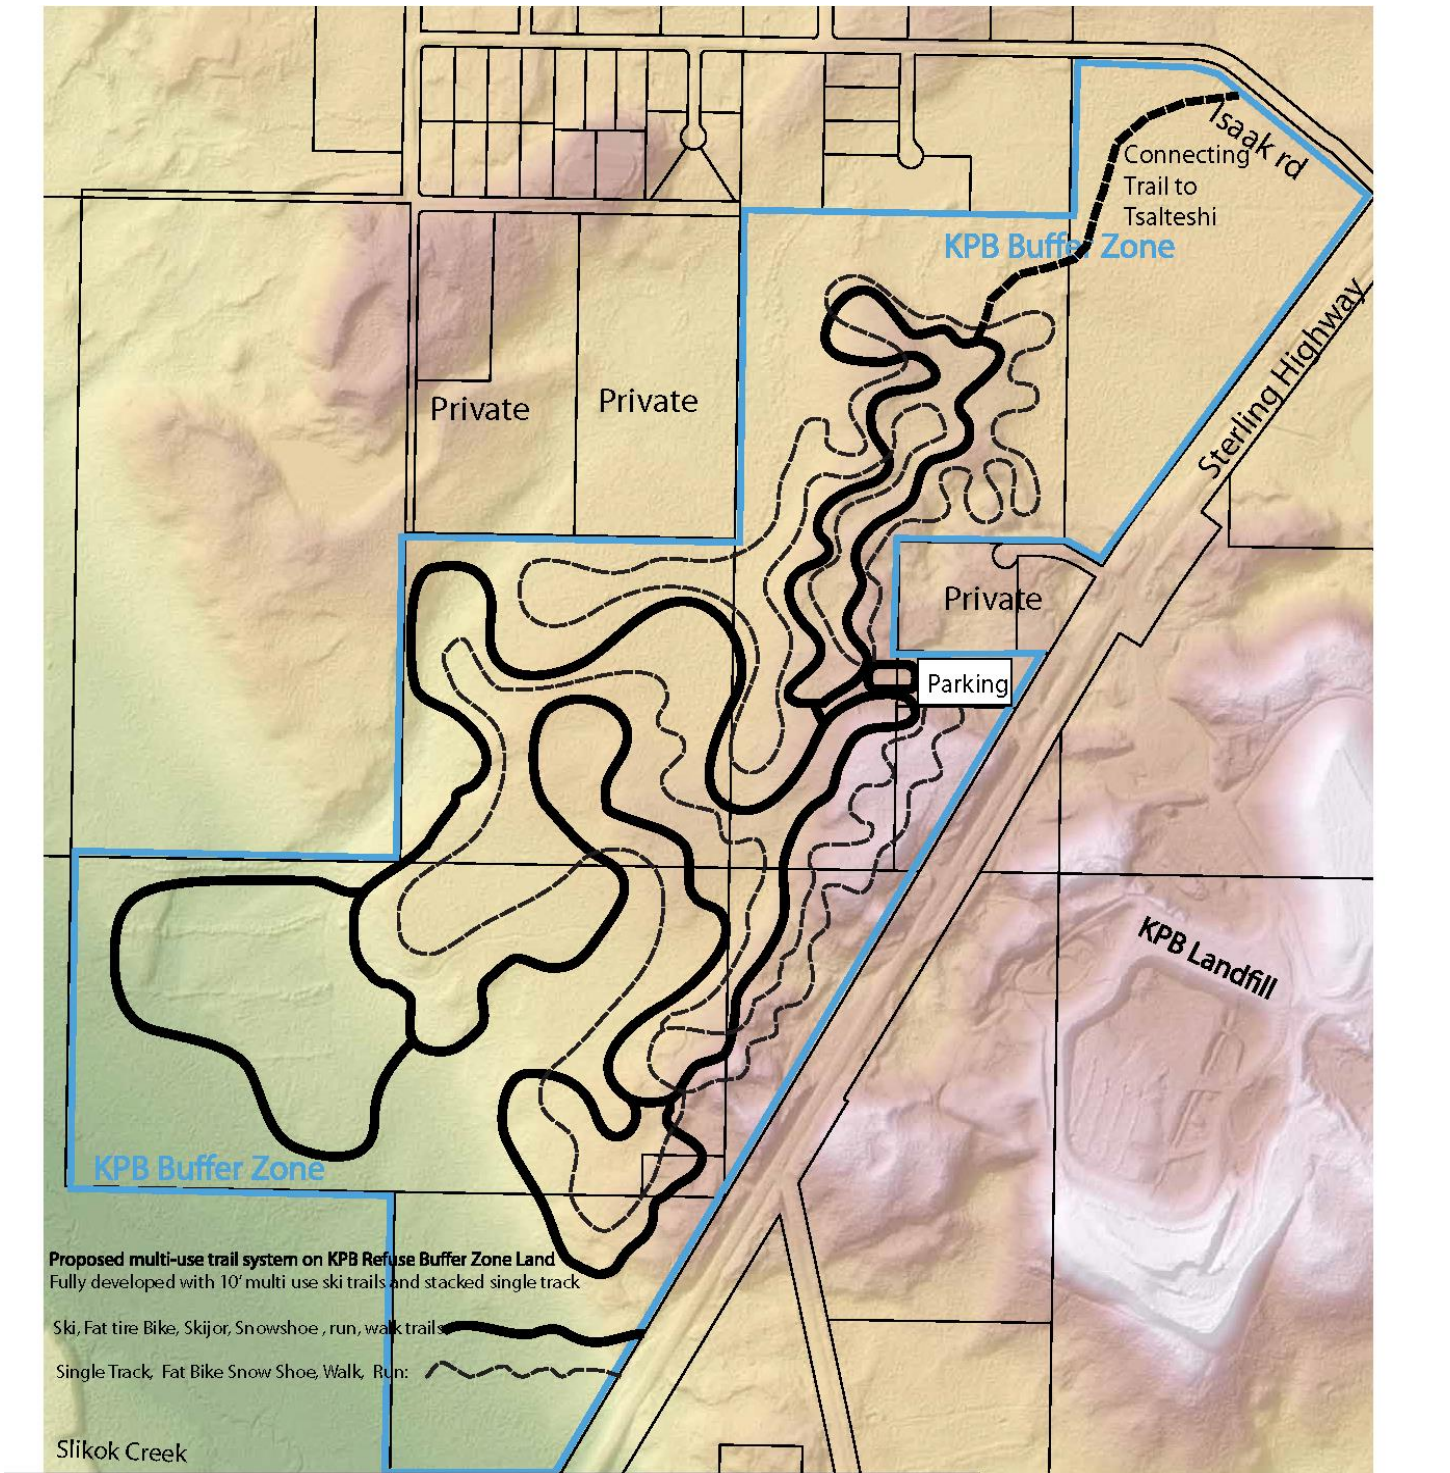 Isaak rd
Connecting
Trail to
Tsalteshi
KPB Buffer Zone
Sterling Highway
Private
Private
Private
Parking
KPB Landfill
KPB Buffer Zone
Proposed multi-use trail system on KPB Refuse Buffer Zone Land
Fully developed with 10' multi use ski trails and stacked single track
Ski, Fat tire Bike, Skijor, Snowshoe , run, walk trails:
Single Track, Fat Bike Snow Shoe, Walk, Run:
Slikok Creek